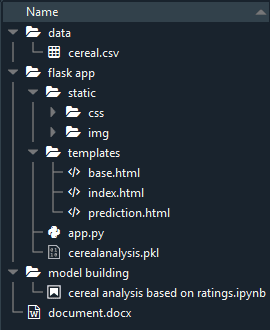 Name
data
cereal.csv
flask app
static
css
img
templates
base.html
index.html
prediction.html
app.py
cerealanalysis.pkl
model building
cereal analysis based on ratings.ipynb
document.docx